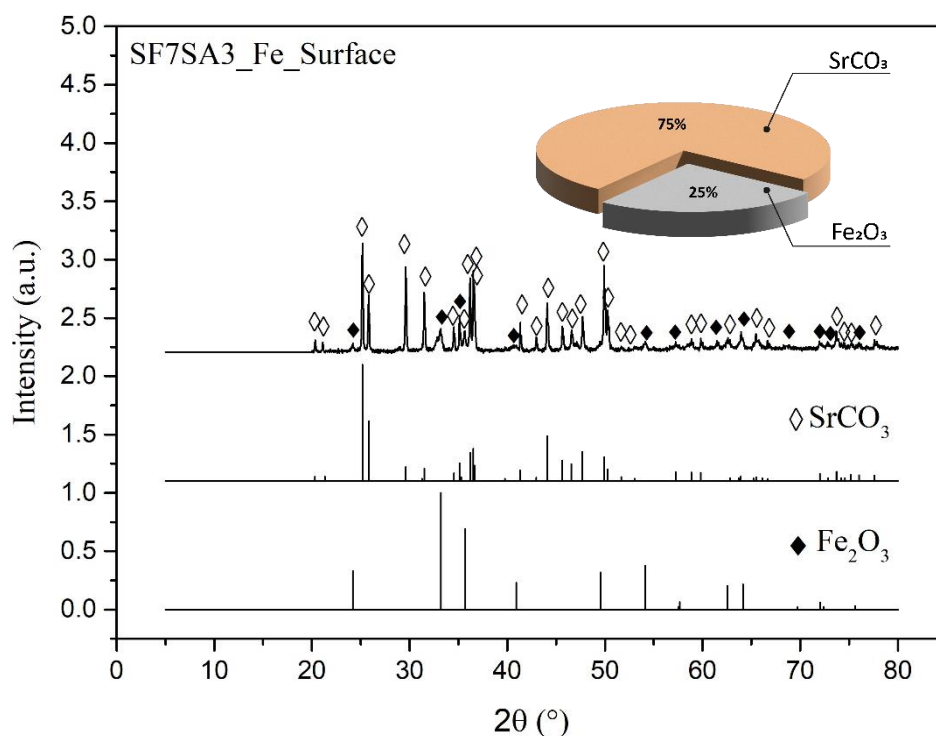 SF7SA3_Fe_Surface
SrCO₃
75%
25%
Fe₂O₃
Intensity (a.u.)
5.0
4.5
4.0
3.5
3.0
2.5
2.0
1.5
1.0
0.5
0.0
SrCO₃
Fe₂O₃
0 10 20 30 40 50 60 70 80
2θ (°)